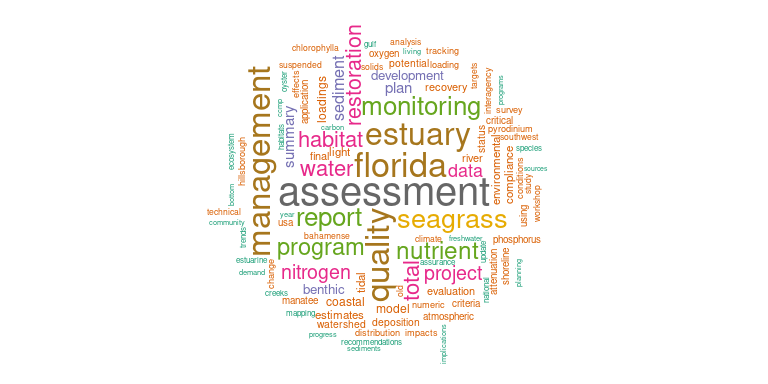 gulf
analysis
chlorophylla
living
tracking
oxygen
restoration
suspended
solids
potential
loading
development
targets
oyster
effects
application
loadings
sediment
plan
recovery
interagency
programs
ccmp
monitoring
survey
critical
carbon
estuary
pyrodinium
southwest
habitats
summary
habitat
status
environmental
species
ecosystem
hillsborough
management
final
light
river
compliance
conditions
sources
water
florida
data
study
bottom
assessment
workshop
technical
year
report
quality
seagrass
using
community
usa
trends
bahamense
climate
freshwater
phosphorus
program
nutrient
update
shoreline
estuarine
assurance
attenuation
planning
demand
change
nitrogen
tidal
total
project
national
creeks
benthic
old
evaluation
manatee
coastal
model
numeric
criteria
mapping
estimates
atmospheric
watershed
deposition
progress
distribution
impacts
implications
recommendations
sediments